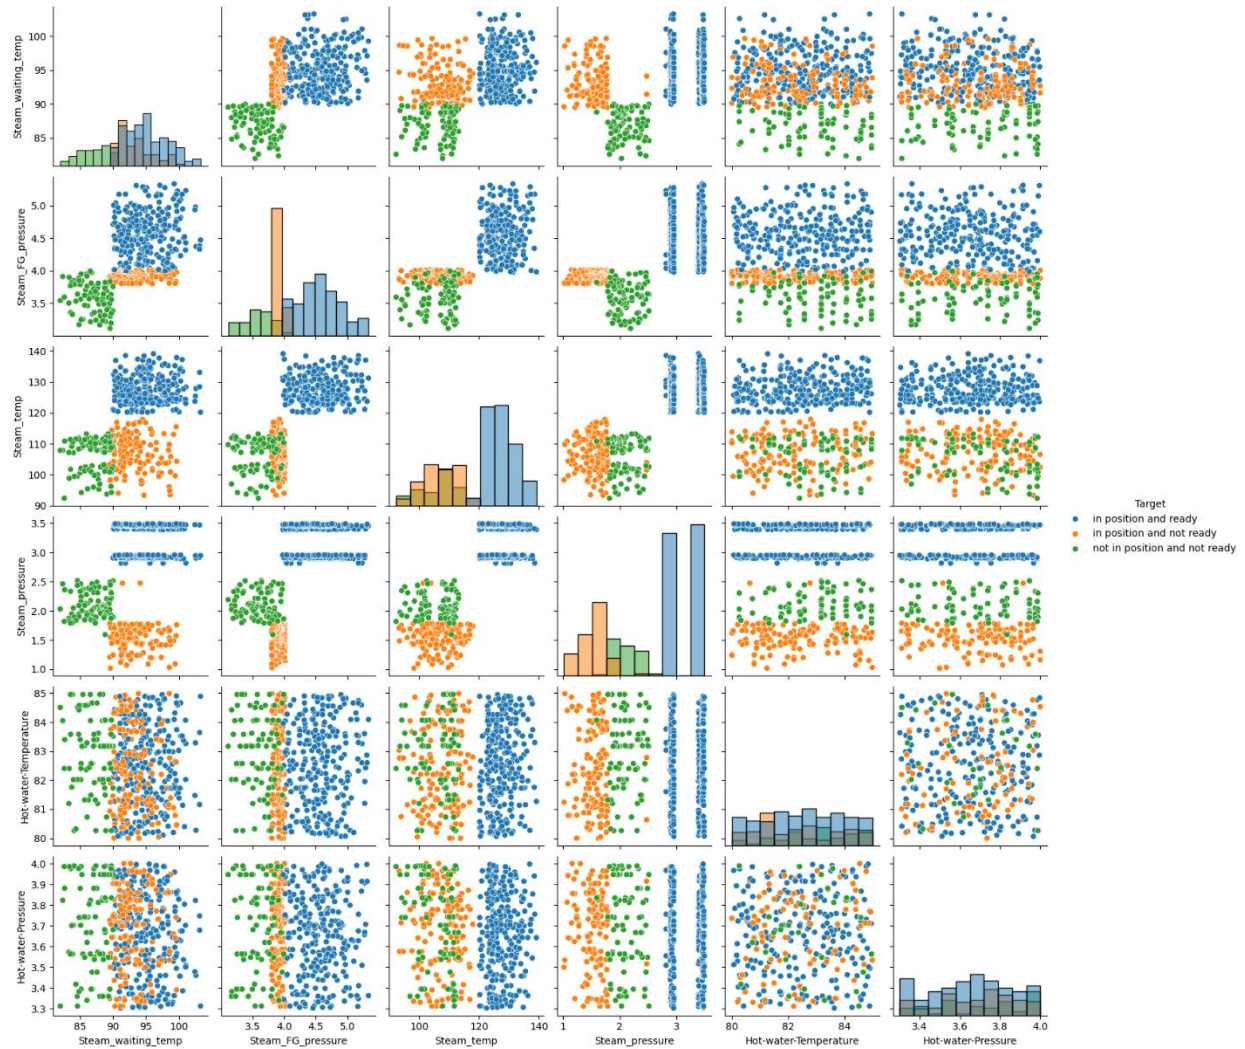 Steam_waiting_temp
100
95
90
85
Steam_FG_pressure
5.0
4.5
4.0
3.5
Steam_temp
140
130
120
110
100
90
Target
in position and ready
in position and not ready
not in position and not ready
Steam_pressure
3.5
3.0
2.5
2.0
1.5
1.0
Hot-water-Temperature
85
84
83
82
81
80
Hot-water-Pressure
4.0
3.9
3.8
3.7
3.6
3.5
3.4
3.3
85 90 95 100
3.5 4.0 4.5 5.0
100 120 140
1 2 3
80 82 84
3.4 3.6 3.8 4.0
Steam_waiting_temp
Steam_FG_pressure
Steam_temp
Steam_pressure
Hot-water-Temperature
Hot-water-Pressure